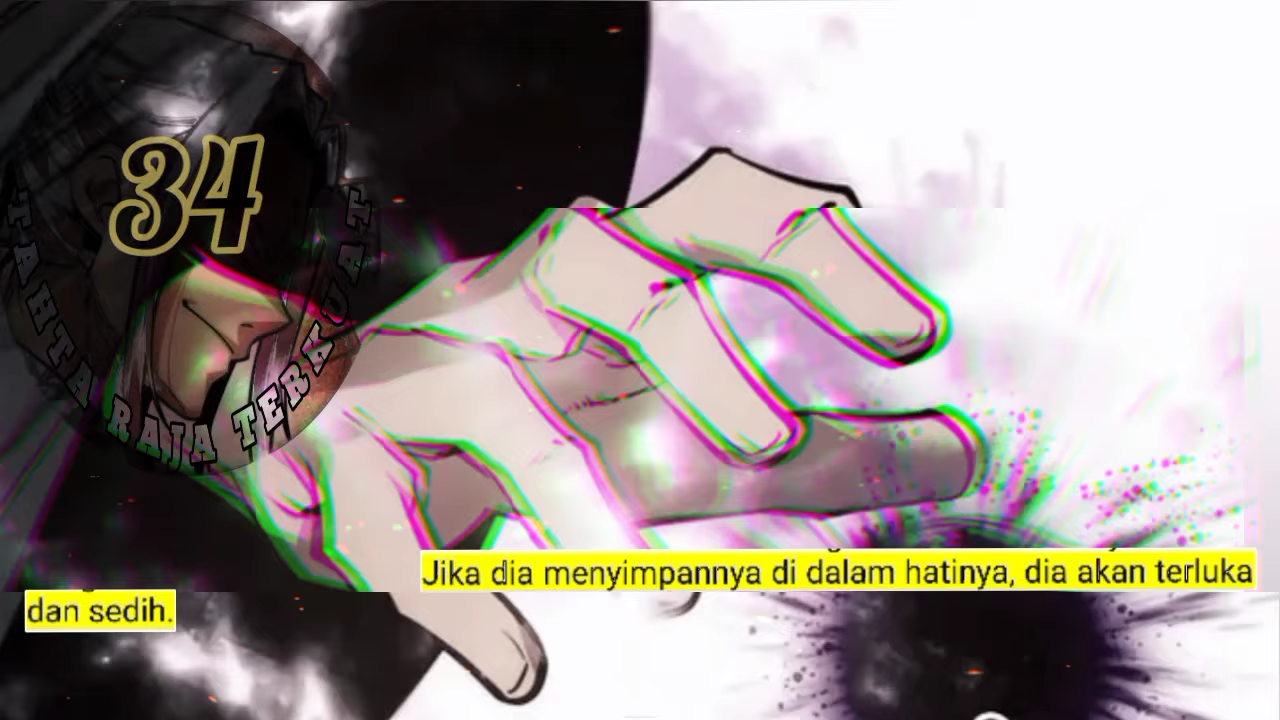 34
TAHTA RAJA TERKUAT
Jika dia menyimpannya di dalam hatinya, dia akan terluka
dan sedih.